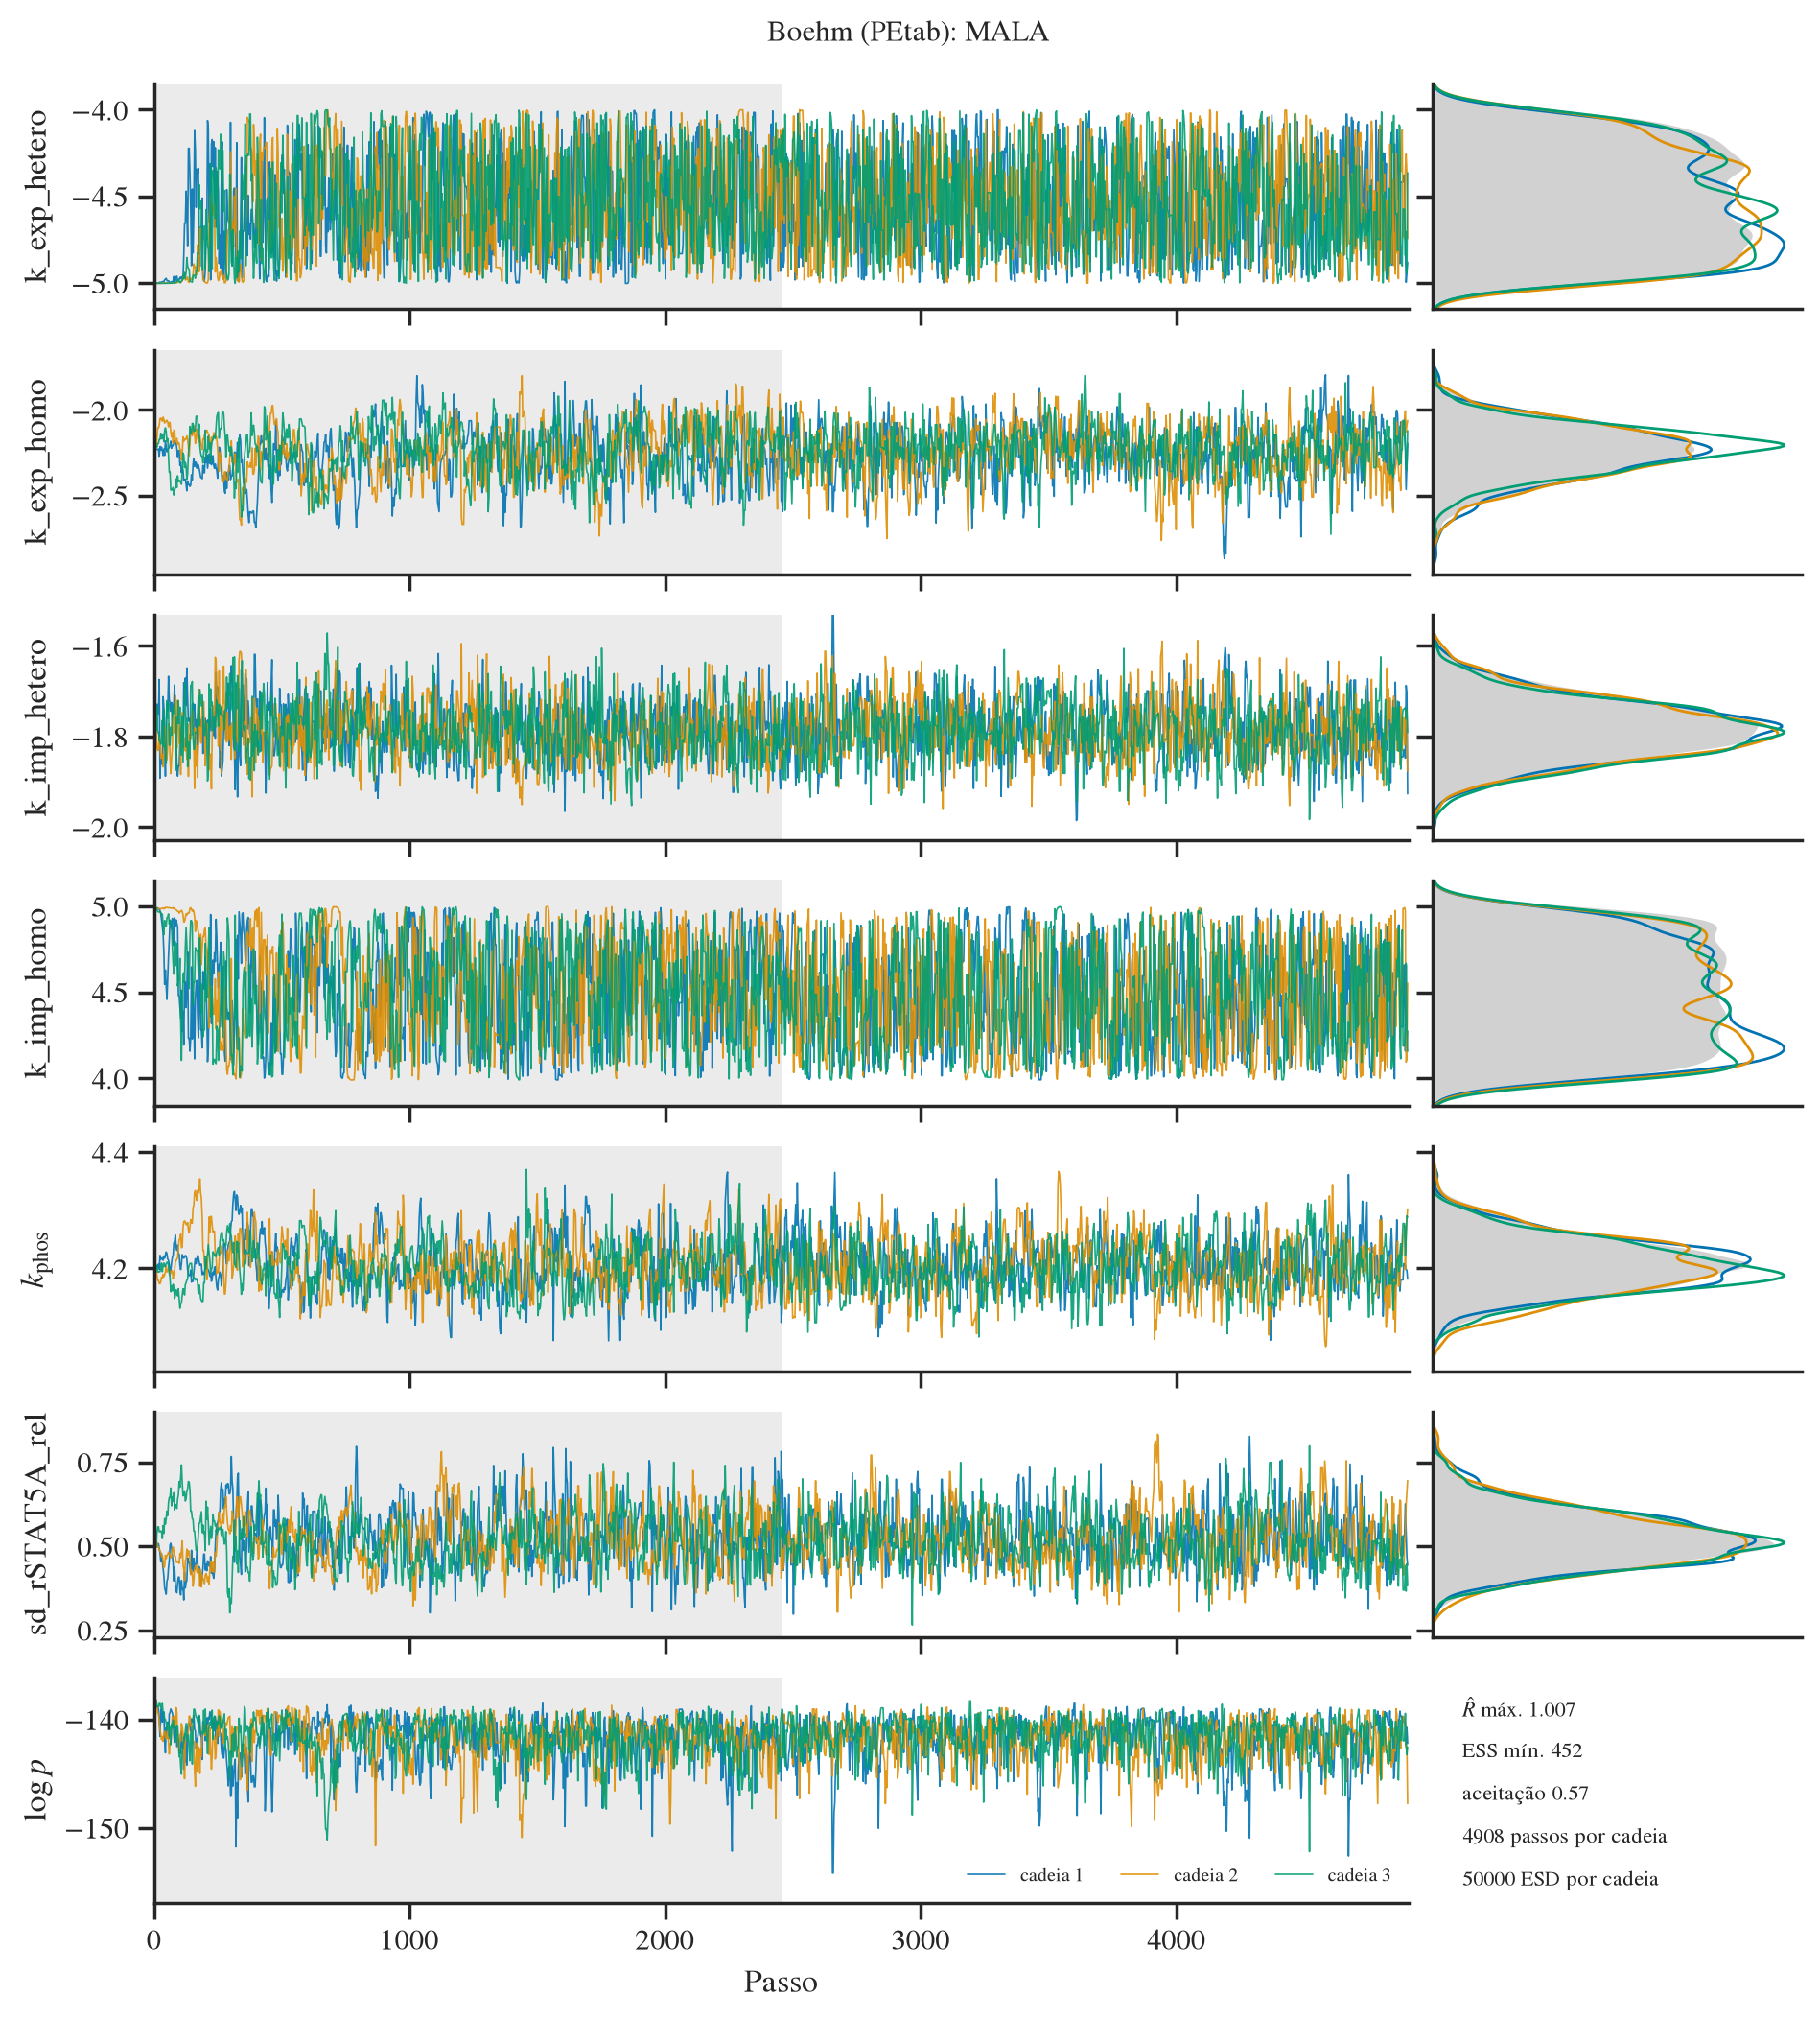 Boehm (PEtab): MALA
k_exp_hetero
−4.0
−4.5
−5.0
k_exp_homo
−2.0
−2.5
k_imp_hetero
−1.6
−1.8
−2.0
k_imp_homo
5.0
4.5
4.0
k_phos
4.4
4.2
sd_rSTAT5A_rel
0.75
0.50
0.25
log p
−140
−150
cadeia 1
cadeia 2
cadeia 3
R̂ máx. 1.007
ESS mín. 452
aceitação 0.57
4908 passos por cadeia
50000 ESD por cadeia
0
1000
2000
3000
4000
Passo